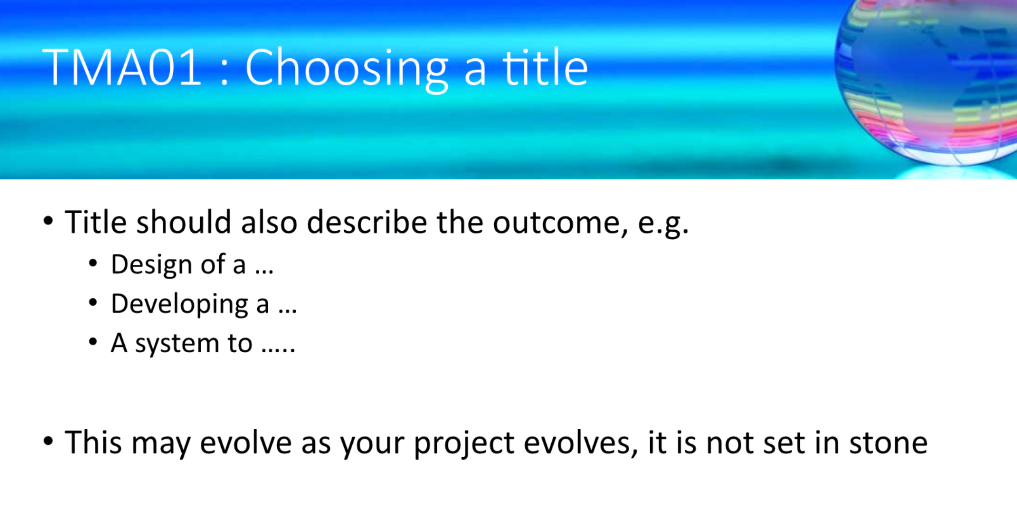 TMA01 : Choosing a title
• Title should also describe the outcome, e.g.
• Design of a …
• Developing a …
• A system to …..
• This may evolve as your project evolves, it is not set in stone